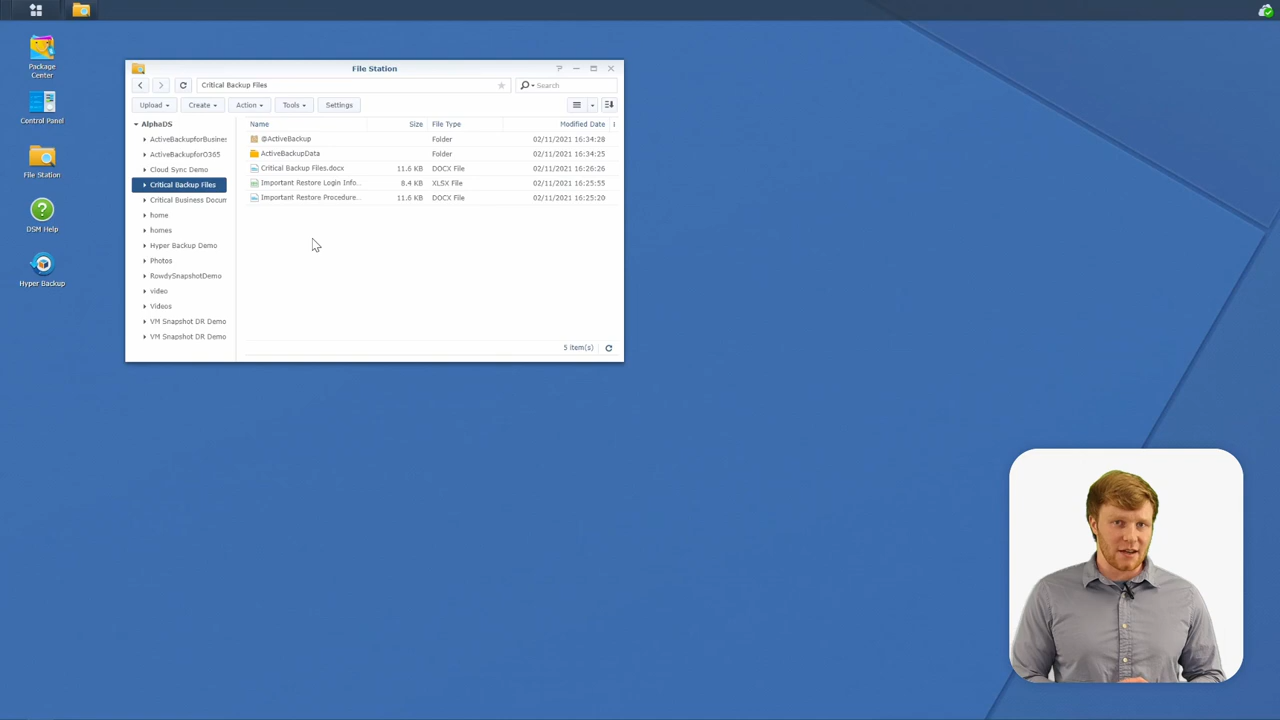 Package
Center
Control Panel
File Station
DSM Help
Hyper Backup
File Station
Critical Backup Files
Search
Upload
Create
Action
Tools
Settings
AlphaDS
ActiveBackupforBusines
ActiveBackupforO365
Cloud Sync Demo
Critical Backup Files
Critical Business Docum
home
homes
Hyper Backup Demo
Photos
RowdySnapshotDemo
video
Videos
VM Snapshot DR Demo
VM Snapshot DR Demo
Name Size File Type Modified Date
@ActiveBackup Folder 02/11/2021 16:34:28
ActiveBackupData Folder 02/11/2021 16:34:25
Critical Backup Files.docx 11.6 KB DOCX File 02/11/2021 16:26:26
Important Restore Login Info... 8.4 KB XLSX File 02/11/2021 16:25:55
Important Restore Procedure... 11.6 KB DOCX File 02/11/2021 16:25:20
5 item(s)